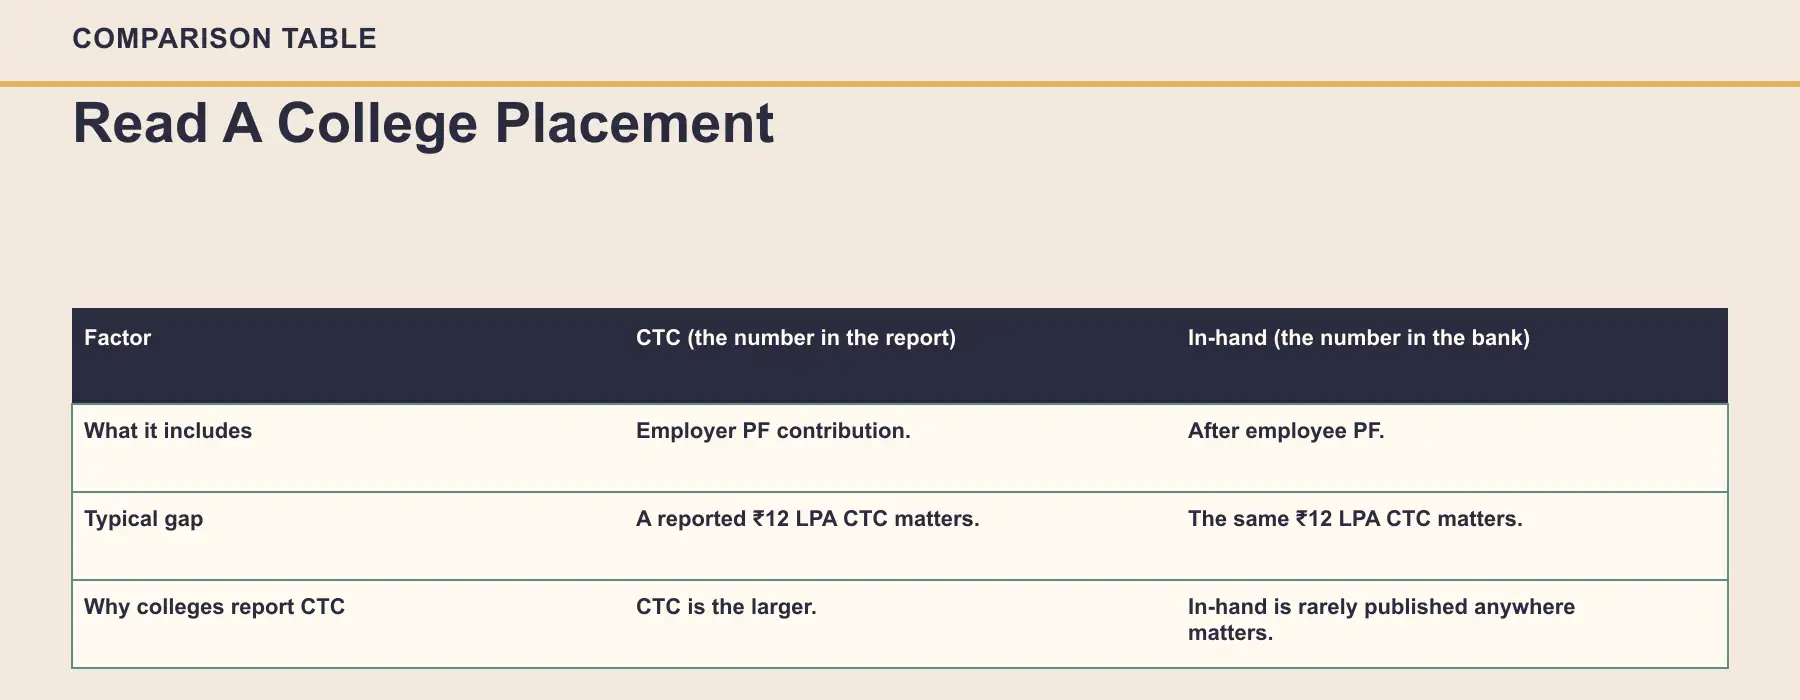 COMPARISON TABLE
Read A College Placement
Factor
CTC (the number in the report)
In-hand (the number in the bank)
What it includes
Employer PF contribution.
After employee PF.
Typical gap
A reported ₹12 LPA CTC matters.
The same ₹12 LPA CTC matters.
Why colleges report CTC
CTC is the larger.
In-hand is rarely published anywhere
matters.